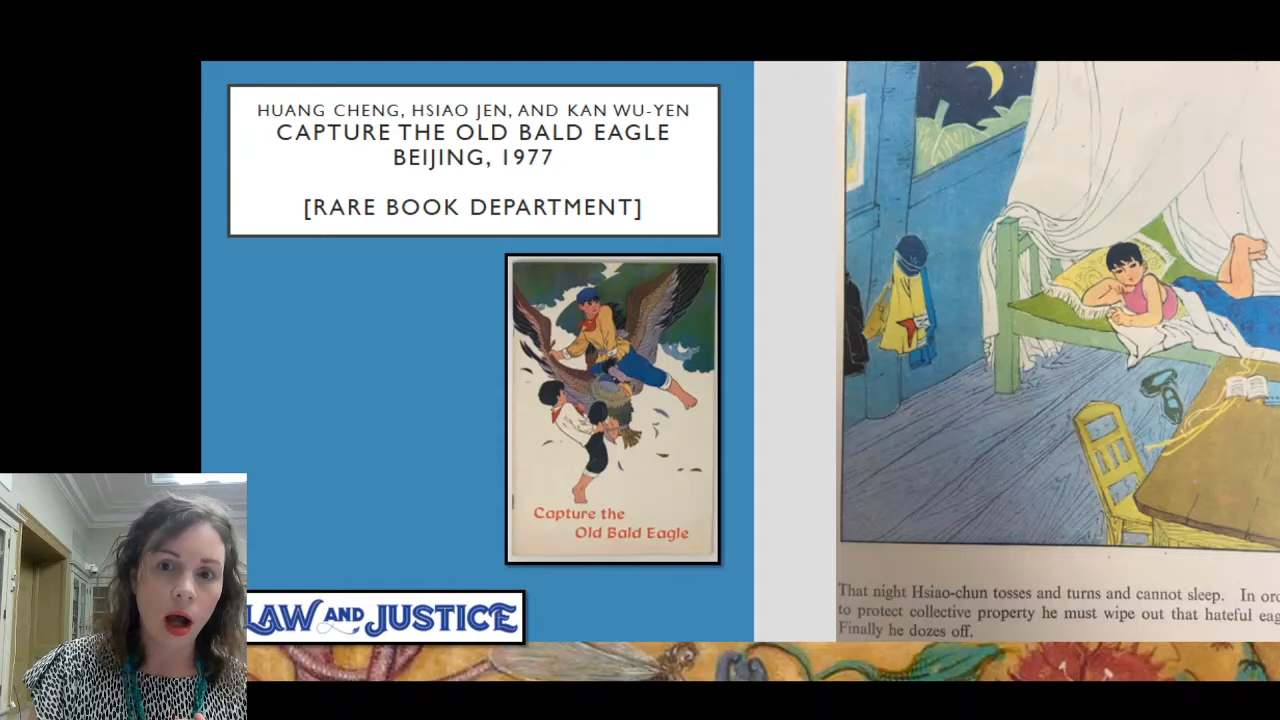 HUANG CHENG, HSIAO JEN, AND KAN WU-YEN
CAPTURE THE OLD BALD EAGLE
BEIJING, 1977
[RARE BOOK DEPARTMENT]
Capture the
Old Bald Eagle
LAW AND JUSTICE
That night Hsiao-chun tosses and turns and cannot sleep. In
to protect collective property he must wipe out that hateful
Finally he dozes off.